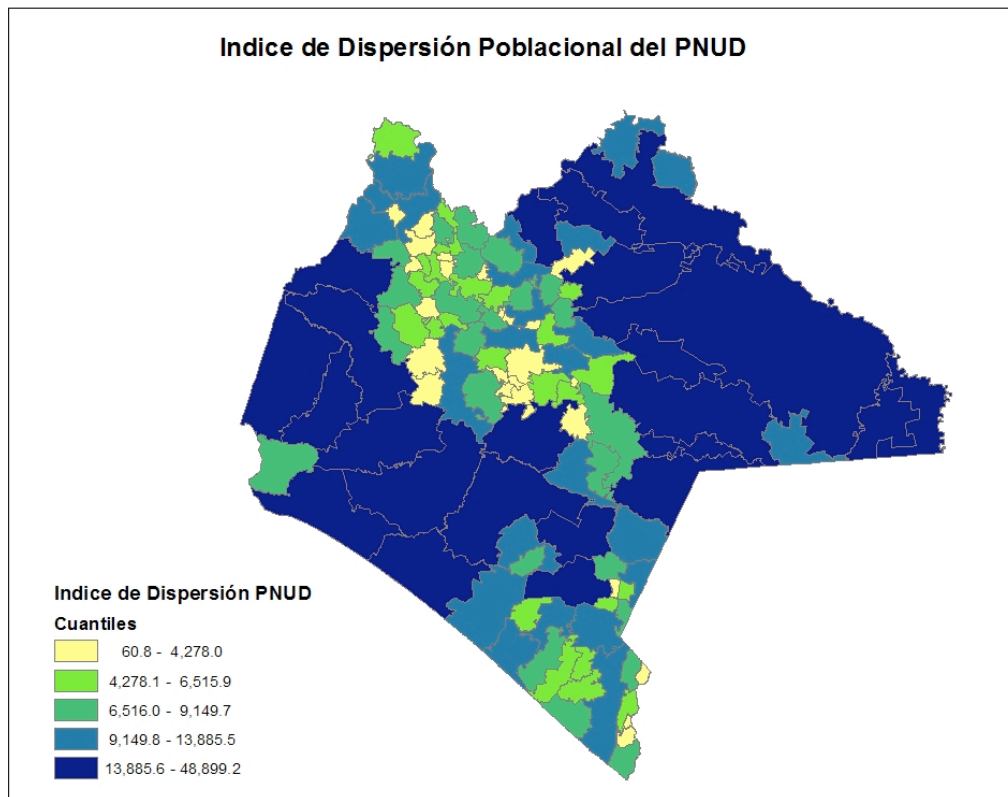 Indice de Dispersión Poblacional del PNUD
Indice de Dispersión PNUD
Cuantiles
60.8 - 4,278.0
4,278.1 - 6,515.9
6,516.0 - 9,149.7
9,149.8 - 13,885.5
13,885.6 - 48,899.2